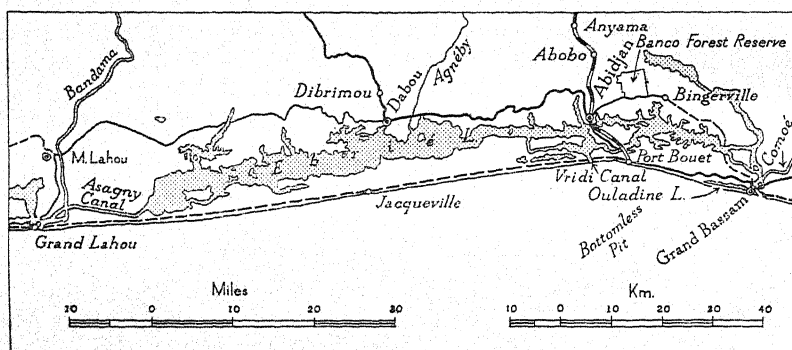 Anyama
Banco Forest Reserve
Abobo
Abidjan
Bandama
Agnéby
Dabou
Dibrimou
Bingerville
M. Lahou
Comoé
Port Bouet
Asagny
Canal
Vridi Canal
Ouladine L.
Jacqueville
Grand Lahou
Bottomless
Pit
Grand Bassam
Miles
10 0 10 20 30
Km.
10 0 10 20 30 40